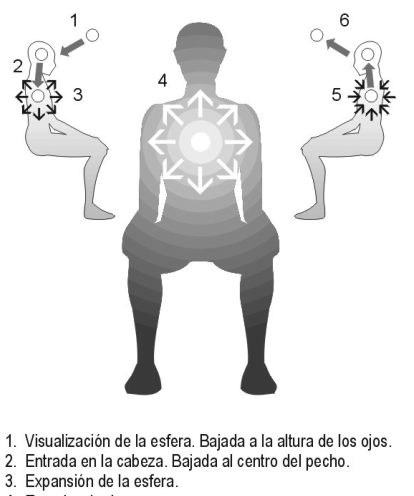 1
6
2
3
4
5
1. Visualización de la esfera. Bajada a la altura de los ojos.
2. Entrada en la cabeza. Bajada al centro del pecho.
3. Expansión de la esfera.